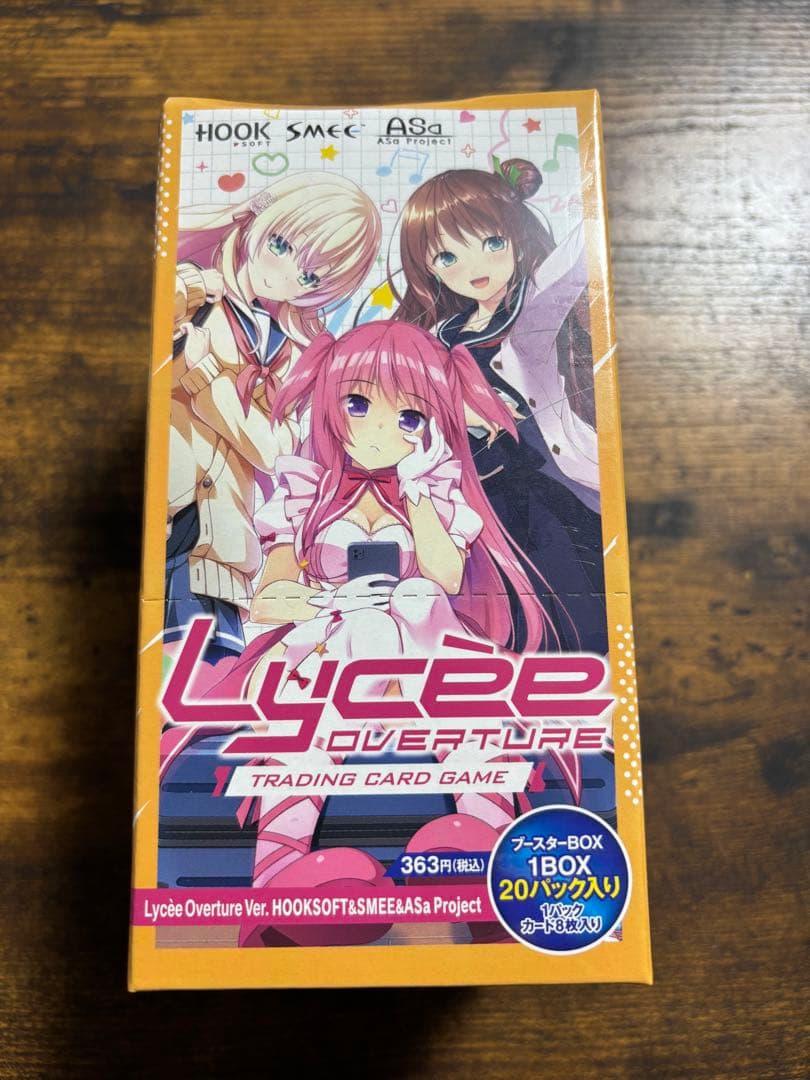 HOOK SOFT
SMEE
ASa ASa Project
Lycèe
OVERTURE
TRADING CARD GAME
363円(税込)
ブースターBOX
1BOX
20パック入り
1パック
カード8枚入り
Lycèe Overture Ver. HOOKSOFT&SMEE&ASa Project